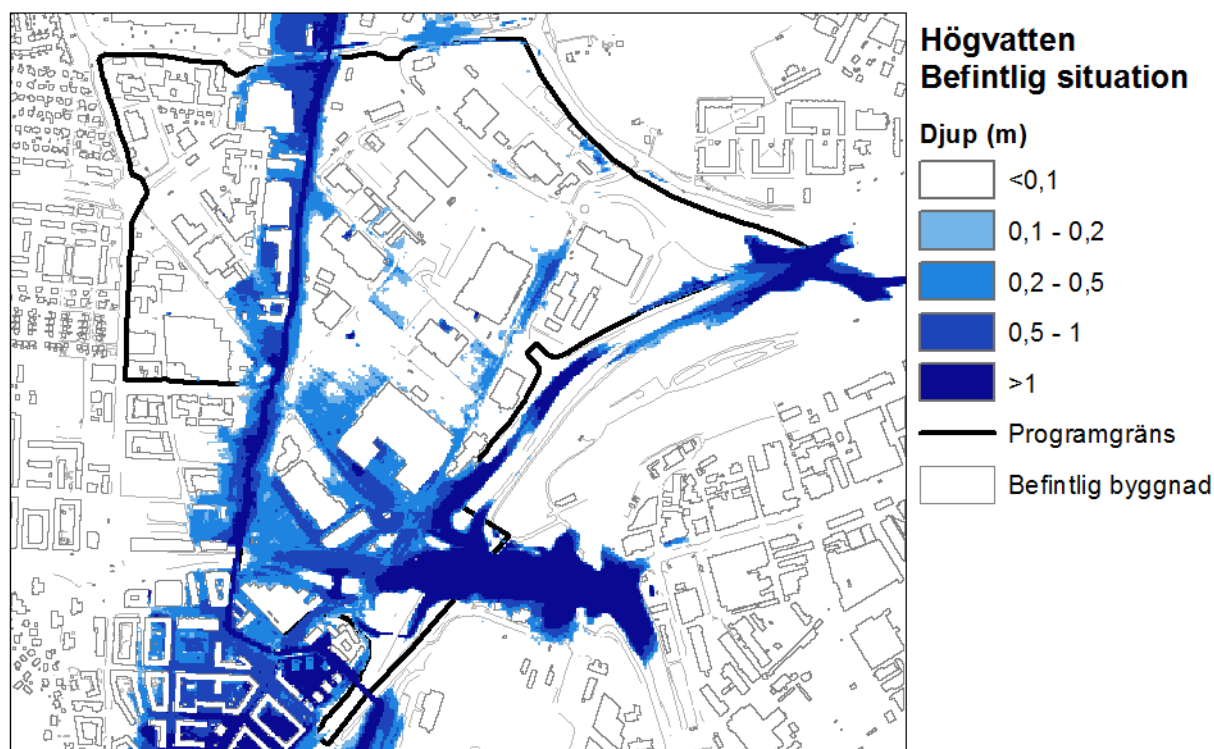 Högvatten
Befintlig situation
Djup (m)
<0,1
0,1 - 0,2
0,2 - 0,5
0,5 - 1
>1
Programgräns
Befintlig byggnad